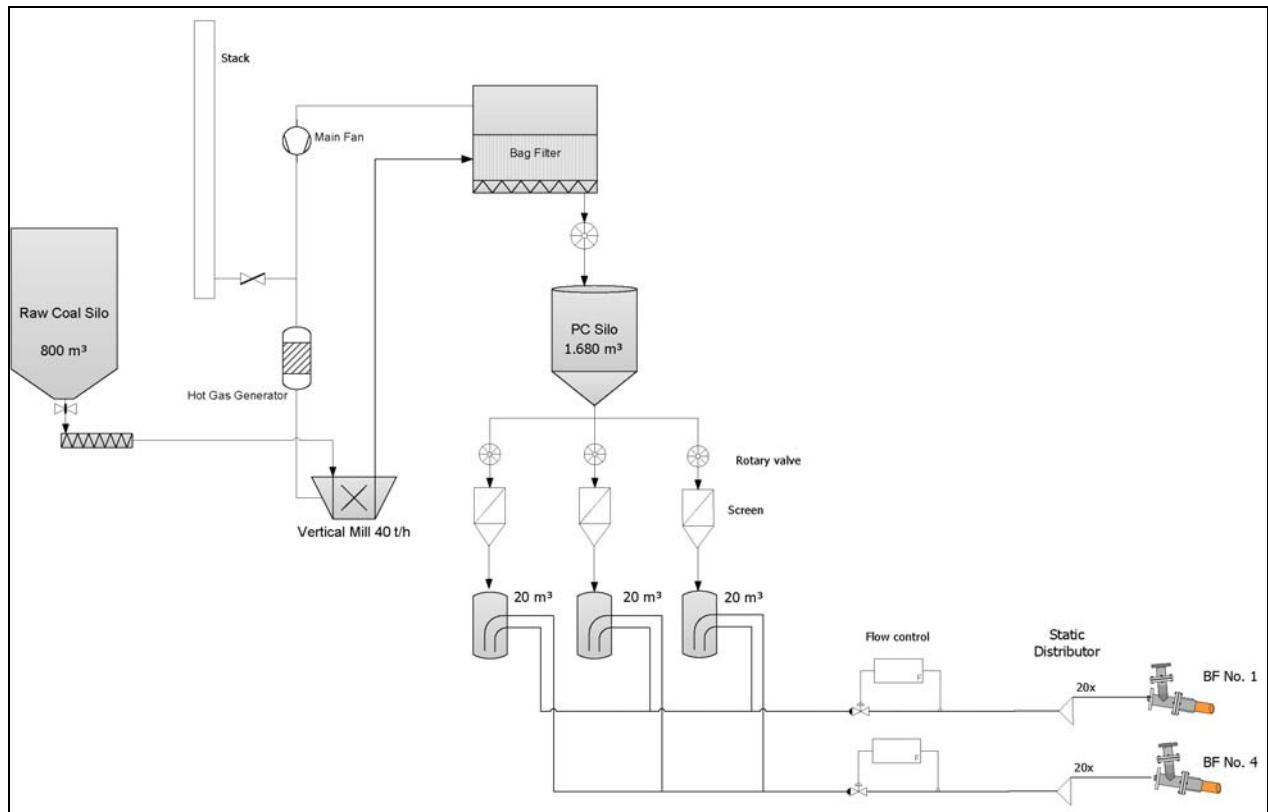 Stack
Main Fan
Bag Filter
Raw Coal Silo
800 m³
PC Silo
1.680 m³
Hot Gas Generator
Rotary valve
Vertical Mill 40 t/h
Screen
20 m³
20 m³
20 m³
Flow control
Static
Distributor
F
20x
BF No. 1
F
20x
BF No. 4